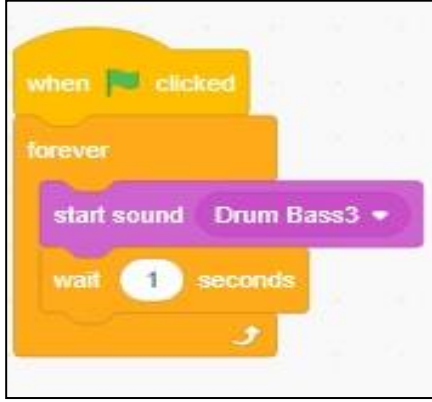 when clicked
forever
start sound Drum Bass3
wait 1 seconds